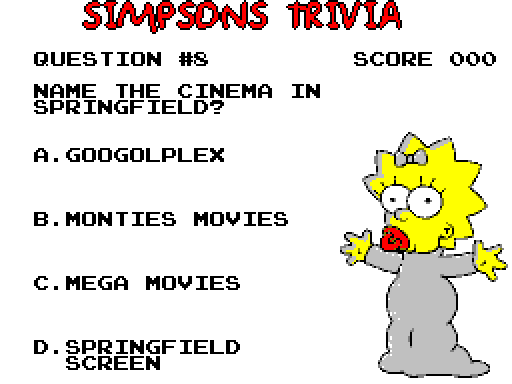 SIMPSONS TRIVIA
QUESTION #8 SCORE 000
NAME THE CINEMA IN
SPRINGFIELD?
A.GOOGOLPLEX
B.MONTIES MOVIES
C.MEGA MOVIES
D.SPRINGFIELD
SCREEN